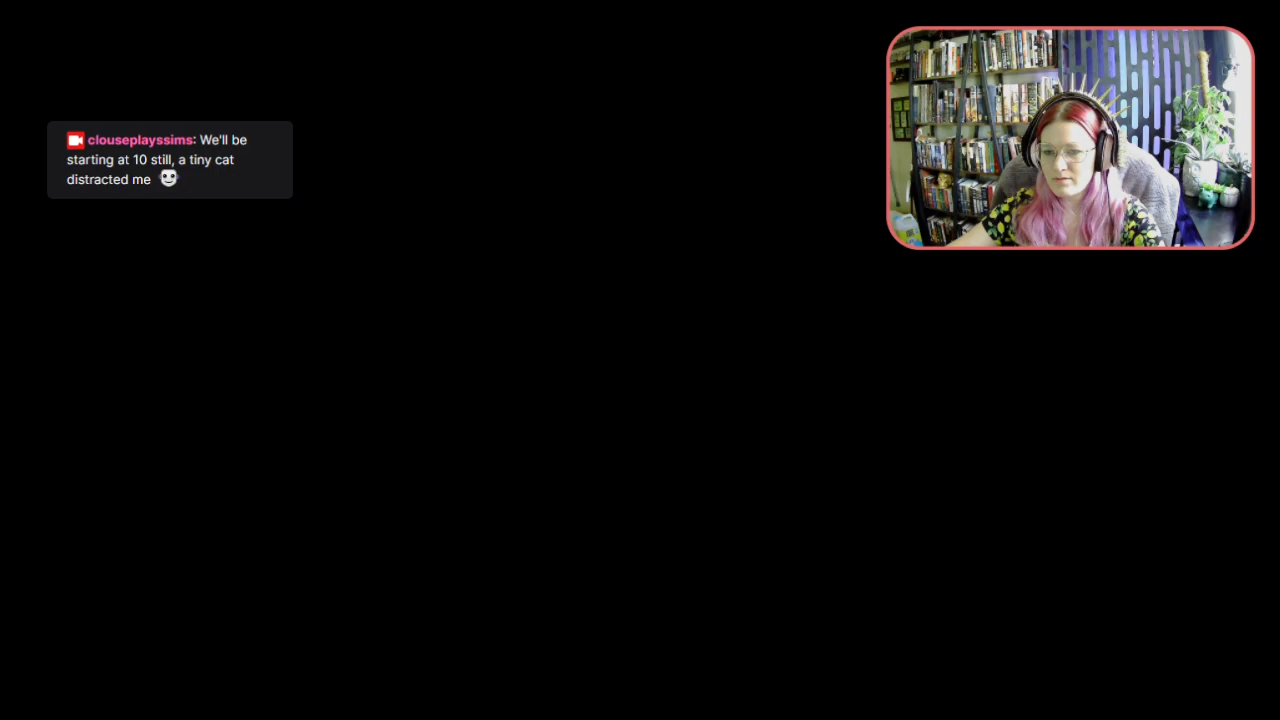 clouseplayssims: We'll be
starting at 10 still, a tiny cat
distracted me